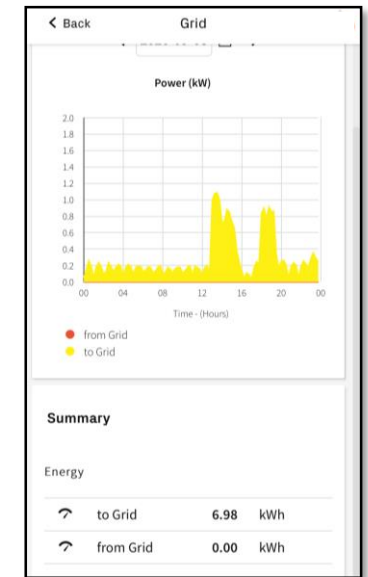 Back
Grid
Power (kW)
2.0
1.8
1.6
1.4
1.2
1.0
0.8
0.6
0.4
0.2
0.0
00 04 08 12 16 20 00
Time - (Hours)
from Grid
to Grid
Summary
Energy
to Grid 6.98 kWh
from Grid 0.00 kWh